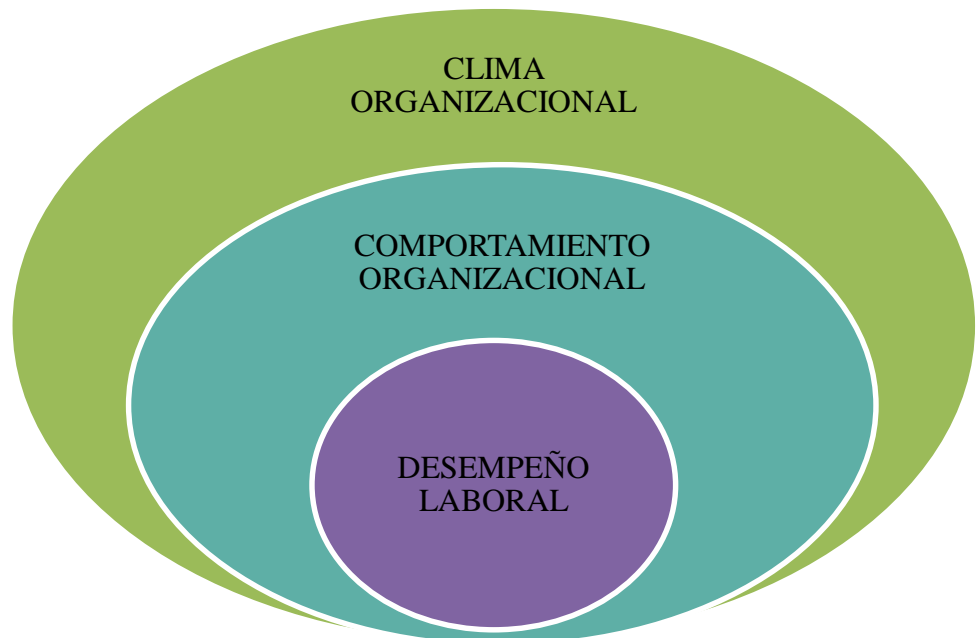 CLIMA
ORGANIZACIONAL
COMPORTAMIENTO
ORGANIZACIONAL
DESEMPEÑO
LABORAL